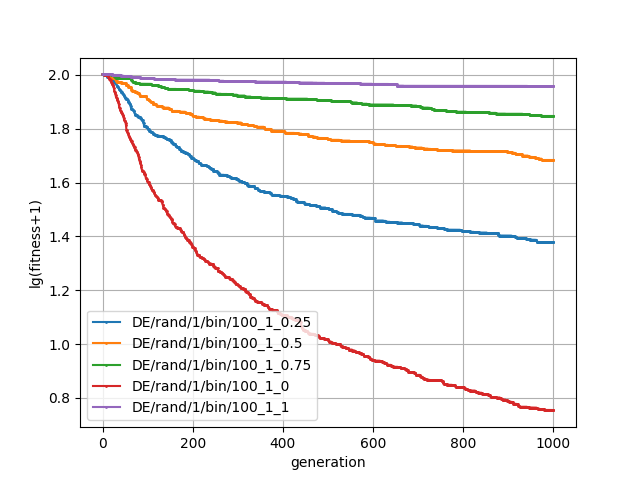 2.0
1.8
1.6
1.4
1.2
1.0
0.8
lg(fitness+1)
DE/rand/1/bin/100_1_0.25
DE/rand/1/bin/100_1_0.5
DE/rand/1/bin/100_1_0.75
DE/rand/1/bin/100_1_0
DE/rand/1/bin/100_1_1
0 200 400 600 800 1000
generation